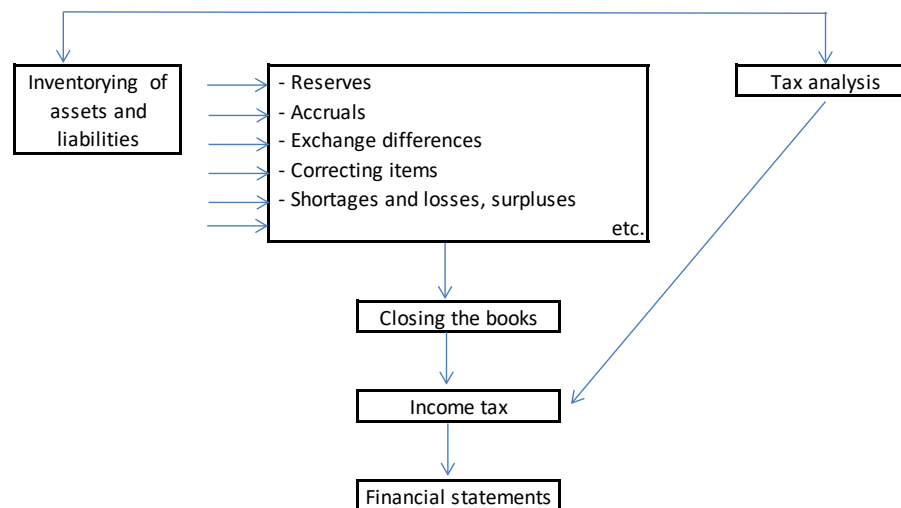 Inventorying of
assets and
liabilities
- Reserves
- Accruals
- Exchange differences
- Correcting items
- Shortages and losses, surpluses
etc.
Tax analysis
Closing the books
Income tax
Financial statements